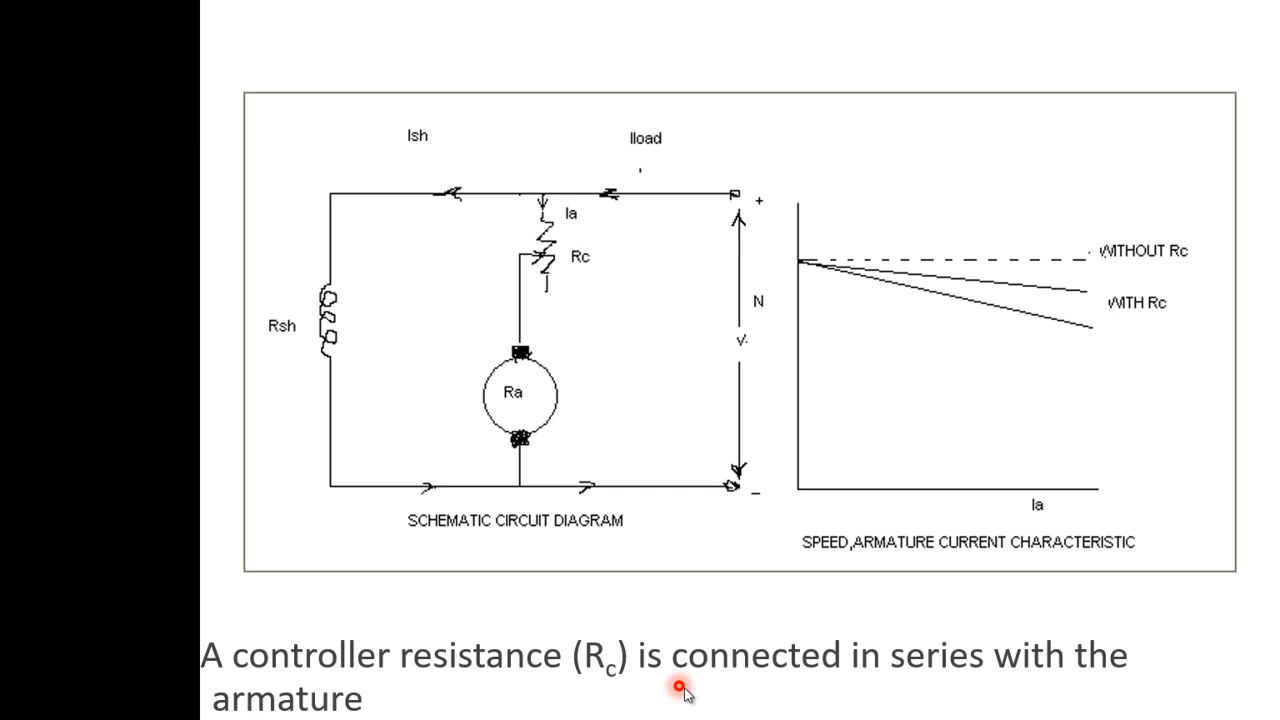 Ish
Iload
+
Ia
Rc
Rsh
N
V
Ra
–
SCHEMATIC CIRCUIT DIAGRAM
WITHOUT Rc
WITH Rc
Ia
SPEED,ARMATURE CURRENT CHARACTERISTIC
A controller resistance (Rc) is connected in series with the
armature